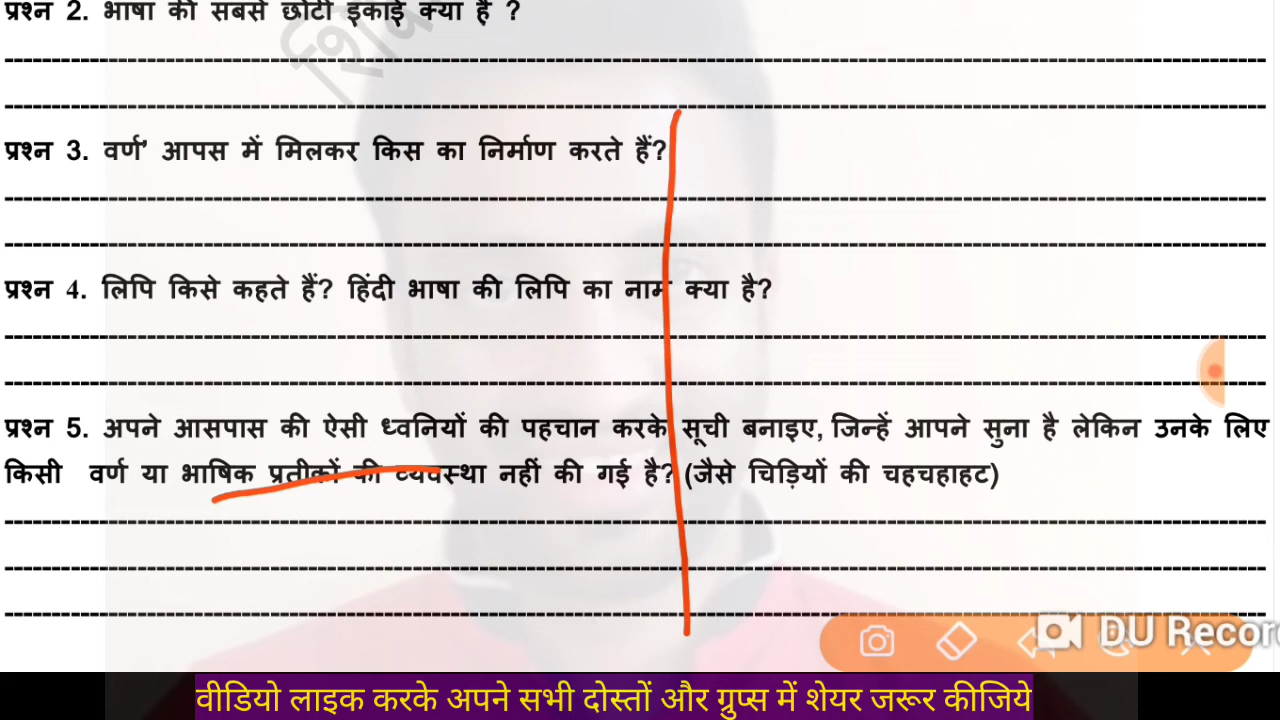 प्रश्न 2. भाषा की सबसे छोटी इकाई क्या है ?
प्रश्न 3. वर्ण’ आपस में मिलकर किस का निर्माण करते हैं?
प्रश्न 4. लिपि किसे कहते हैं? हिंदी भाषा की लिपि का नाम क्या है?
प्रश्न 5. अपने आसपास की ऐसी ध्वनियों की पहचान करके सूची बनाइए, जिन्हें आपने सुना है लेकिन उनके लिए
किसी वर्ण या भाषिक प्रतीकों की व्यवस्था नहीं की गई है? (जैसे चिड़ियों की चहचहाहट)
DU Recor
वीडियो लाइक करके अपने सभी दोस्तों और ग्रुप्स में शेयर जरूर कीजिये